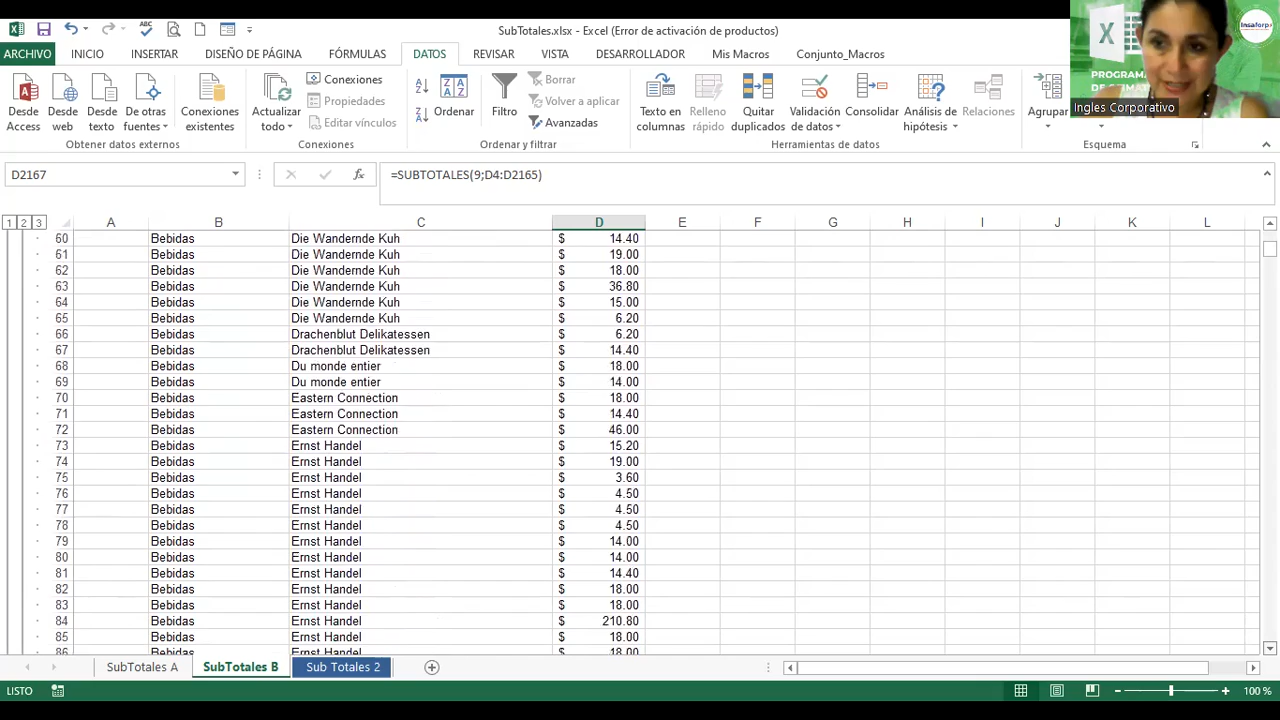 SubTotales.xlsx - Excel (Error de activación de productos)
ARCHIVO INICIO INSERTAR DISEÑO DE PÁGINA FÓRMULAS DATOS REVISAR VISTA DESARROLLADOR Mis Macros Conjunto_Macros
Desde Access
Desde web
Desde texto
De otras fuentes
Conexiones existentes
Obtener datos externos
Actualizar todo
Conexiones
Propiedades
Editar vínculos
Conexiones
Ordenar
Filtro
Borrar
Volver a aplicar
Avanzadas
Ordenar y filtrar
Texto en columnas
Relleno rápido
Quitar duplicados
Validación de datos
Consolidar
Análisis de hipótesis
Relaciones
Herramientas de datos
Agrupar
Esquema
Insaforp
PROGRAMA
Ingles Corporativo
D2167 =SUBTOTALES(9;D4:D2165)
1 2 3 A B C D E F G H I J K L
60 Bebidas Die Wandernde Kuh $ 14.40
61 Bebidas Die Wandernde Kuh $ 19.00
62 Bebidas Die Wandernde Kuh $ 18.00
63 Bebidas Die Wandernde Kuh $ 36.80
64 Bebidas Die Wandernde Kuh $ 15.00
65 Bebidas Die Wandernde Kuh $ 6.20
66 Bebidas Drachenblut Delikatessen $ 6.20
67 Bebidas Drachenblut Delikatessen $ 14.40
68 Bebidas Du monde entier $ 18.00
69 Bebidas Du monde entier $ 14.00
70 Bebidas Eastern Connection $ 18.00
71 Bebidas Eastern Connection $ 14.40
72 Bebidas Eastern Connection $ 46.00
73 Bebidas Ernst Handel $ 15.20
74 Bebidas Ernst Handel $ 19.00
75 Bebidas Ernst Handel $ 3.60
76 Bebidas Ernst Handel $ 4.50
77 Bebidas Ernst Handel $ 4.50
78 Bebidas Ernst Handel $ 4.50
79 Bebidas Ernst Handel $ 14.00
80 Bebidas Ernst Handel $ 14.00
81 Bebidas Ernst Handel $ 14.40
82 Bebidas Ernst Handel $ 18.00
83 Bebidas Ernst Handel $ 18.00
84 Bebidas Ernst Handel $ 210.80
85 Bebidas Ernst Handel $ 18.00
86 Bebidas Ernst Handel $ 18.00
SubTotales A SubTotales B Sub Totales 2
LISTO 100 %